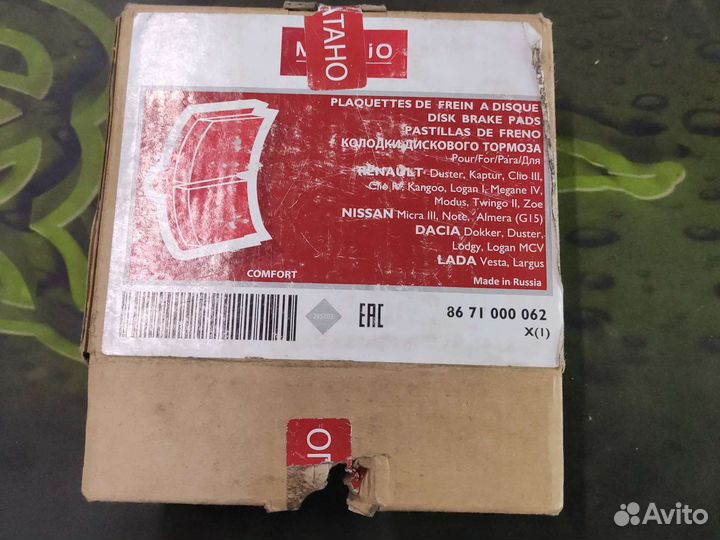 АТАНО
PLAQUETTES DE FREIN A DISQUE
DISK BRAKE PADS
PASTILLAS DE FRENO
КОЛОДКИ ДИСКОВОГО ТОРМОЗА
Pour/For/Para/Для
RENAULT Duster, Kaptur, Clio III,
Clio IV, Kangoo, Logan I, Megane IV,
Modus, Twingo II, Zoe
NISSAN Micra III, Note, Almera (G15)
DACIA Dokker, Duster,
Lodgy, Logan MCV
LADA Vesta, Largus
COMFORT
Made in Russia
EAC
86 71 000 062
X(1)
ОП
Avito